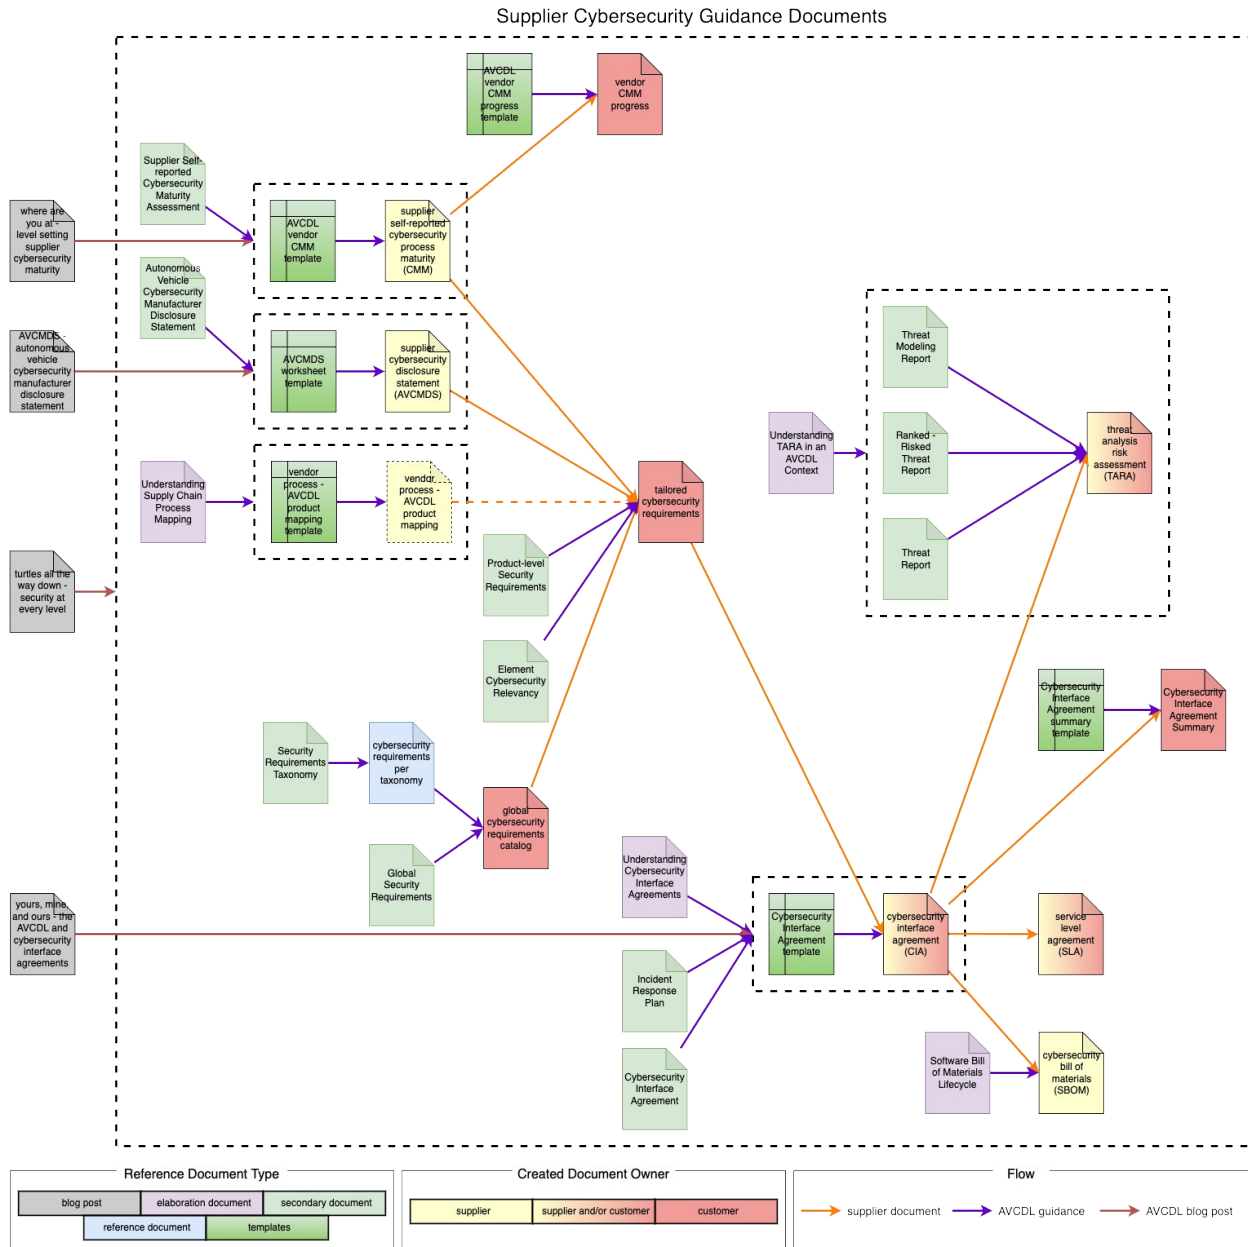 Supplier Cybersecurity Guidance Documents
AVCDL
vendor
CMM
progress
template
vendor
CMM
progress
Supplier Self-
reported
Cybersecurity
Maturity
Assessment
where are
you at -
level setting
supplier
cybersecurity
maturity
AVCDL
vendor
CMM
template
supplier
self-reported
cybersecurity
process
maturity
(CMM)
Autonomous
Vehicle
Cybersecurity
Manufacturer
Disclosure
Statement
AVCMDS -
autonomous
vehicle
cybersecurity
manufacturer
disclosure
statement
AVCMDS
worksheet
template
supplier
cybersecurity
disclosure
statement
(AVCMDS)
Threat
Modeling
Report
Understanding
TARA in an
AVCDL
Context
Ranked -
Risked
Threat
Report
threat
analysis
risk
assessment
(TARA)
Understanding
Supply Chain
Process
Mapping
vendor
process -
AVCDL
product
mapping
template
vendor
process -
AVCDL
product
mapping
tailored
cybersecurity
requirements
Threat
Report
turtles all the
way down -
security at
every level
Product-level
Security
Requirements
Element
Cybersecurity
Relevancy
Cybersecurity
Interface
Agreement
summary
template
Cybersecurity
Interface
Agreement
Summary
Security
Requirements
Taxonomy
cybersecurity
requirements
per
taxonomy
global
cybersecurity
requirements
catalog
Global
Security
Requirements
Understanding
Cybersecurity
Interface
Agreements
yours, mine,
and ours - the
AVCDL and
cybersecurity
interface
agreements
Cybersecurity
Interface
Agreement
template
cybersecurity
interface
agreement
(CIA)
service
level
agreement
(SLA)
Incident
Response
Plan
Cybersecurity
Interface
Agreement
Software Bill
of Materials
Lifecycle
cybersecurity
bill of
materials
(SBOM)
Reference Document Type
blog post
elaboration document
secondary document
reference document
templates
Created Document Owner
supplier
supplier and/or customer
customer
Flow
supplier document
AVCDL guidance
AVCDL blog post